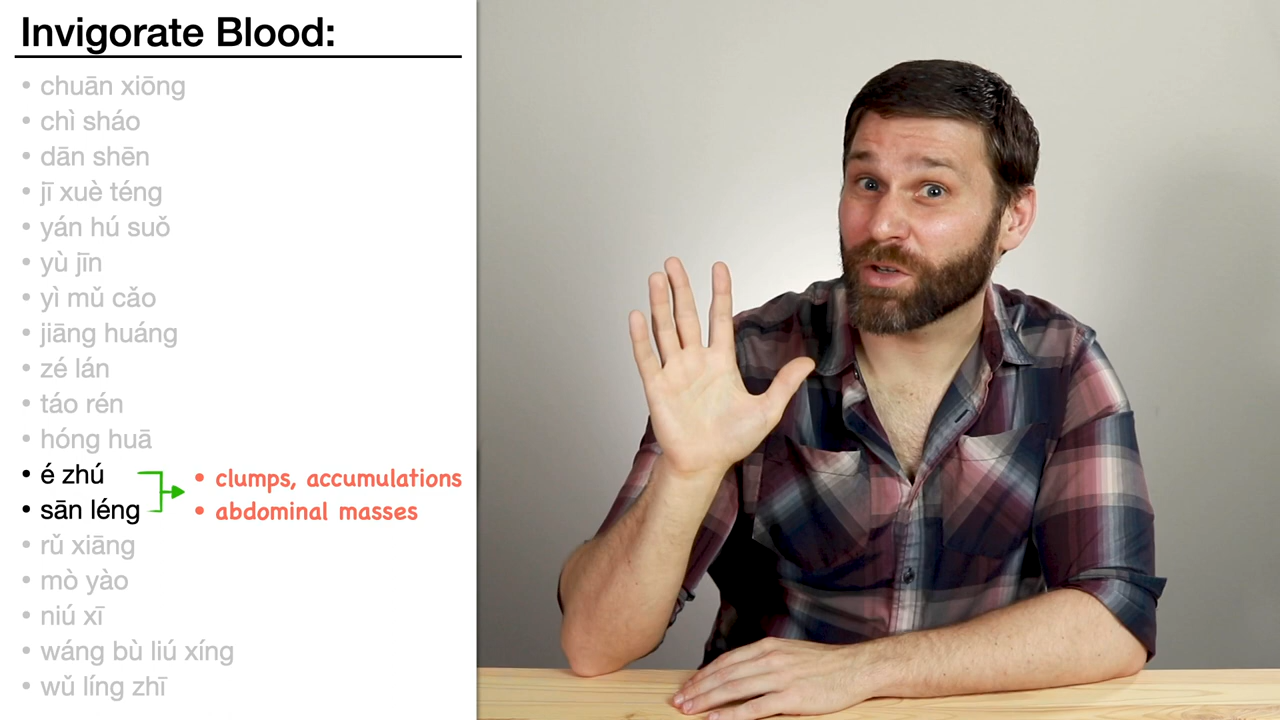 Invigorate Blood:
• chuān xiōng
• chì sháo
• dān shēn
• jī xuè téng
• yán hú suǒ
• yù jīn
• yì mǔ cǎo
• jiāng huáng
• zé lán
• táo rén
• hóng huā
• é zhú
• clumps, accumulations
• sān léng
• abdominal masses
• rǔ xiāng
• mò yào
• niú xī
• wáng bù liú xíng
• wǔ líng zhī